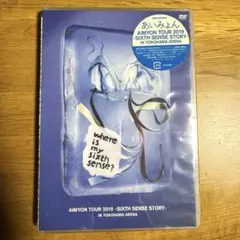 あいみょん
AIMYON TOUR 2019
-SIXTH SENSE STORY-
IN YOKOHAMA ARENA
where
is
my
sixth
sense?
AIMYON TOUR 2019 -SIXTH SENSE STORY-
IN YOKOHAMA ARENA